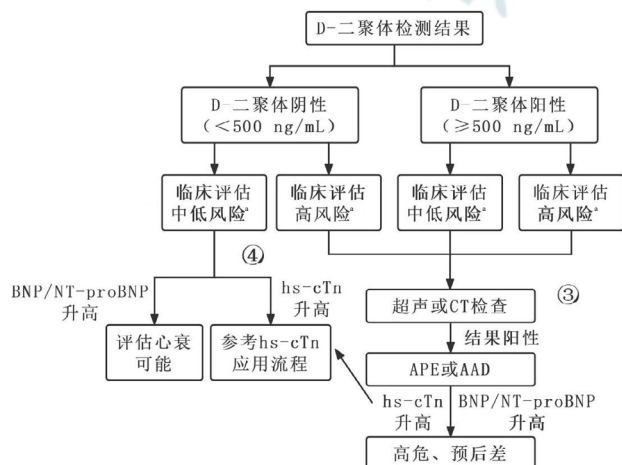 D-二聚体检测结果
D-二聚体阴性
（＜500 ng/mL）
D-二聚体阳性
（≥500 ng/mL）
临床评估
中低风险ª
临床评估
高风险ª
临床评估
中低风险ª
临床评估
高风险ª
④
BNP/NT-proBNP
升高
hs-cTn
升高
③
超声或CT检查
结果阳性
评估心衰
可能
参考hs-cTn
应用流程
APE或AAD
hs-cTn
升高
BNP/NT-proBNP
升高
高危、预后差